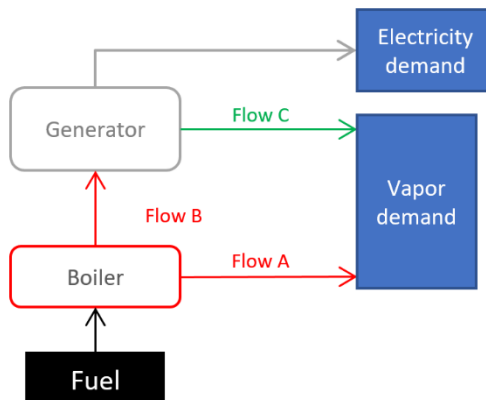 Electricity
demand
Generator
Flow C
Vapor
demand
Flow B
Flow A
Boiler
Fuel